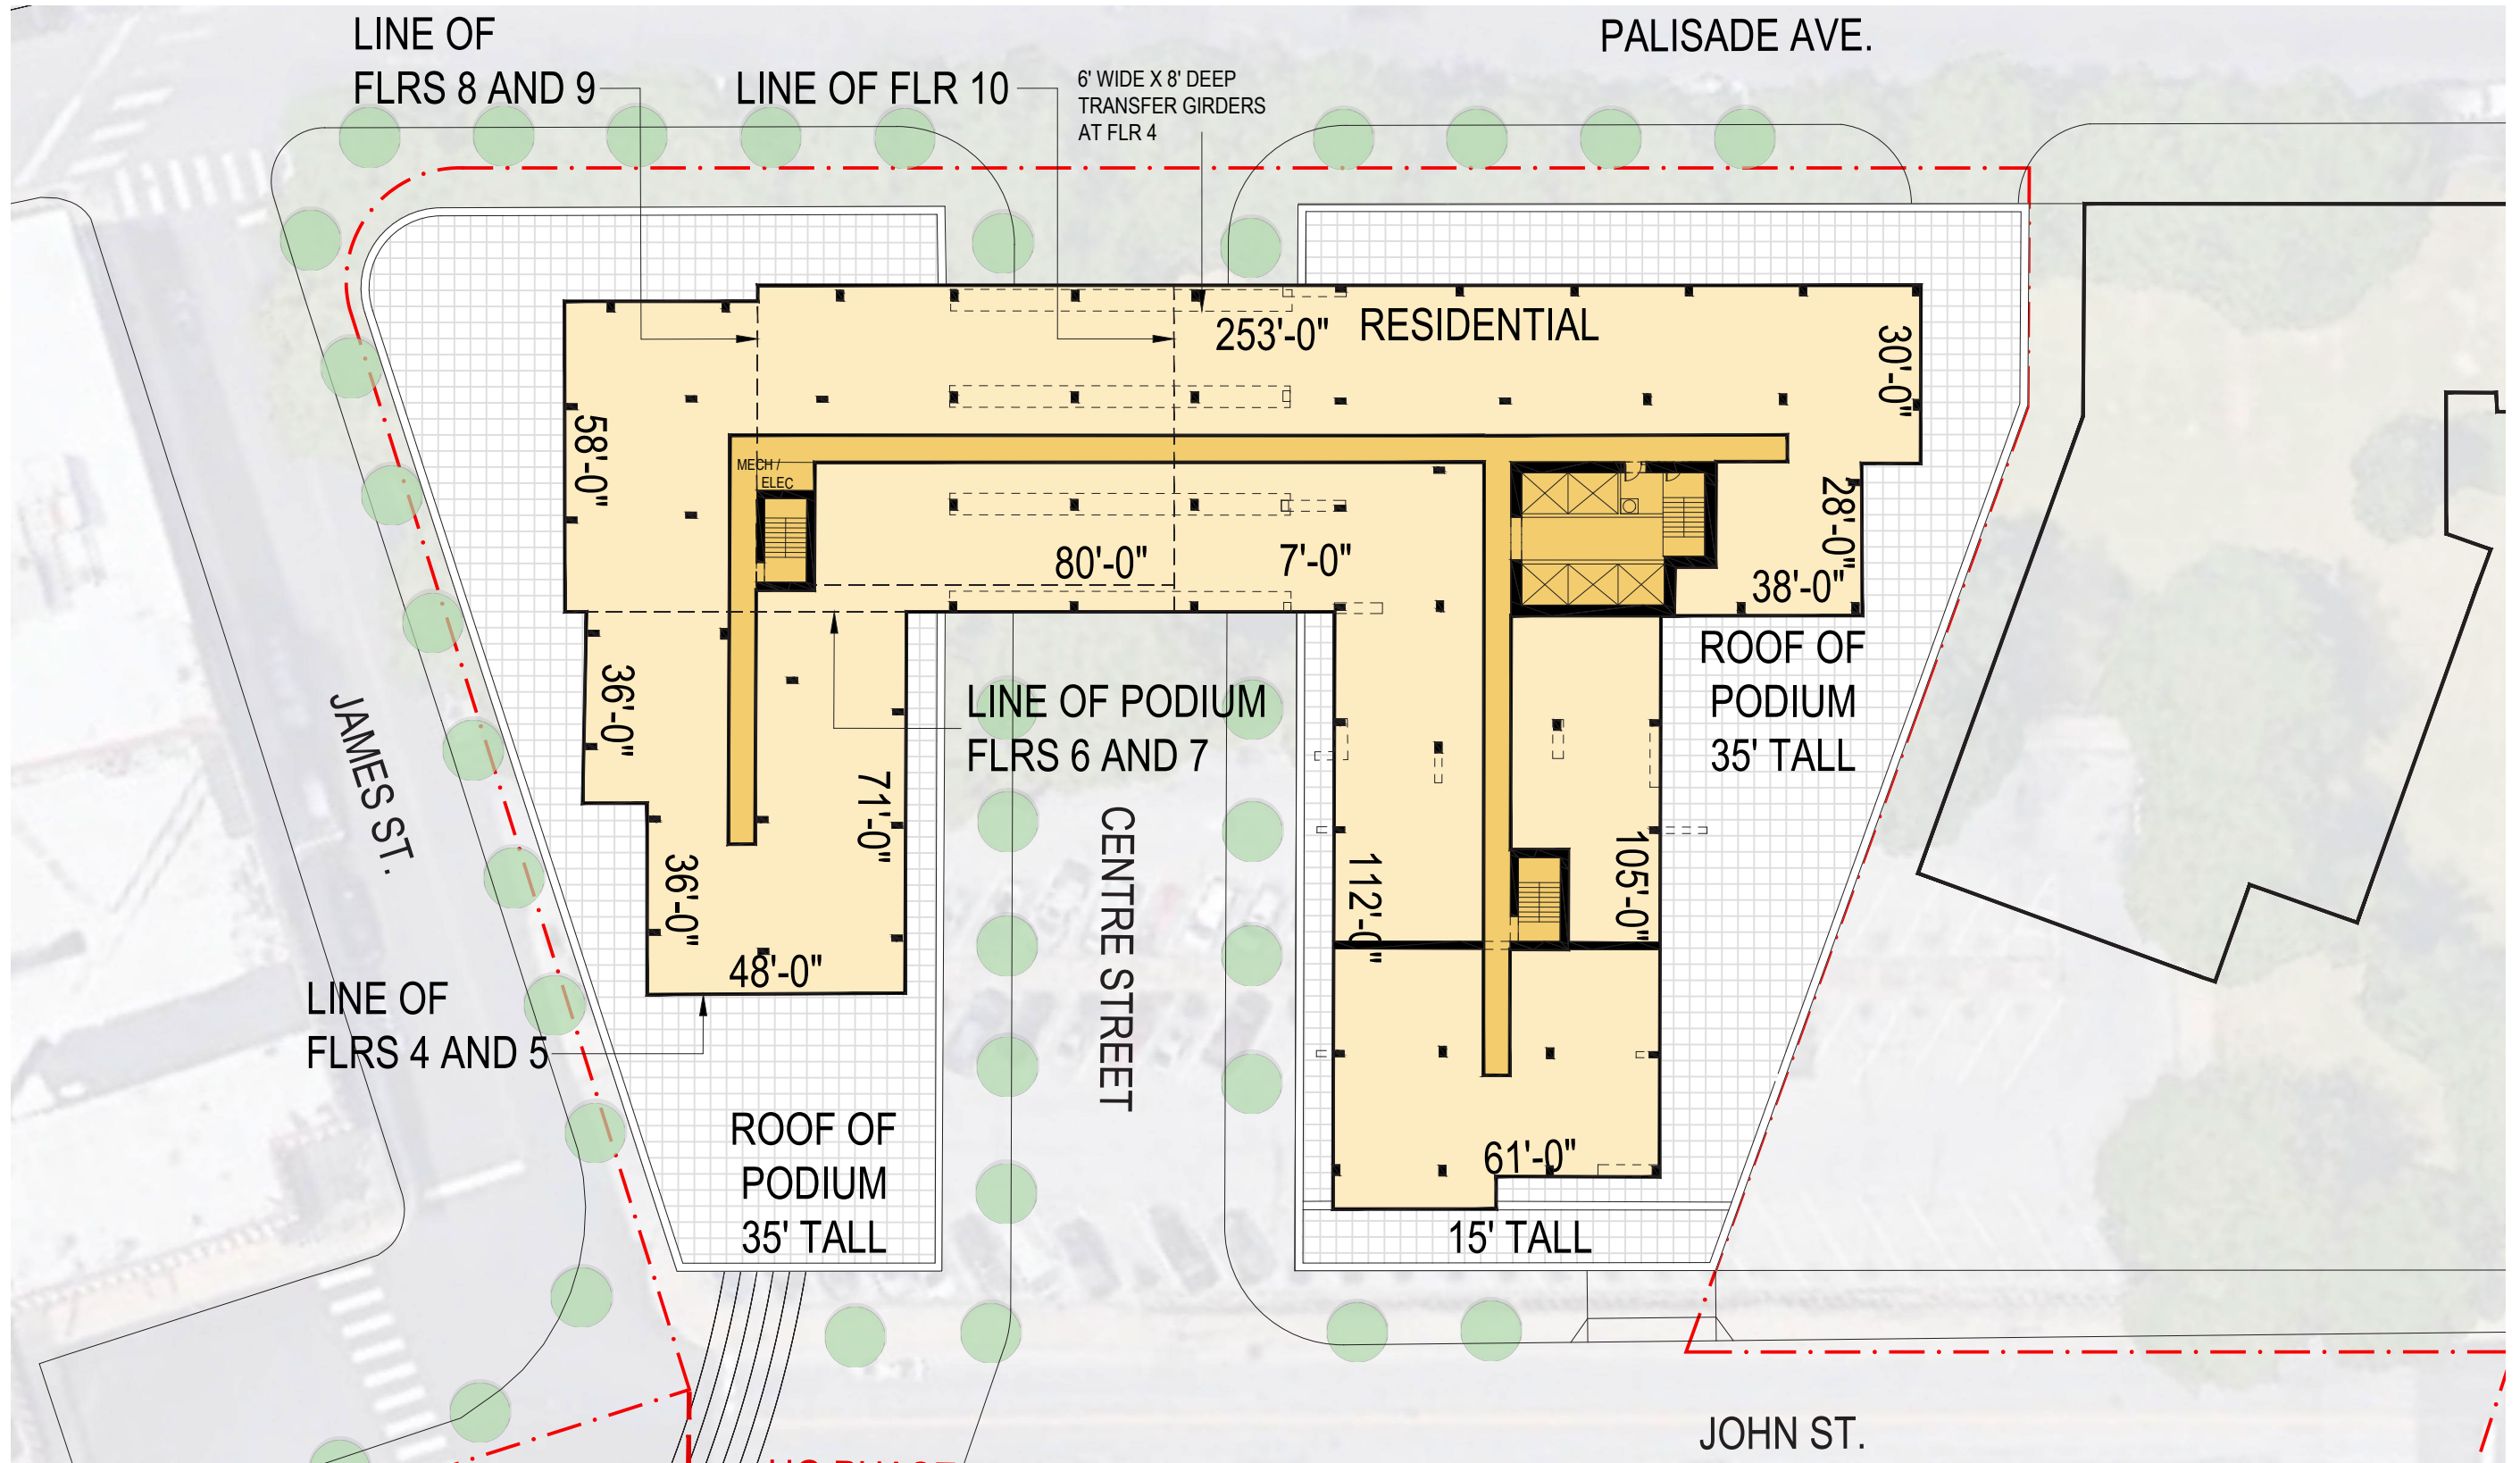 LINE OF
FLRS 8 AND 9
LINE OF FLR 10
6' WIDE X 8' DEEP
TRANSFER GIRDERS
AT FLR 4
PALISADE AVE.
253'-0"
RESIDENTIAL
30'-0"
58'-0"
MECH /
ELEC
28'-0"
80'-0"
7'-0"
38'-0"
ROOF OF
PODIUM
35' TALL
36'-0"
LINE OF PODIUM
FLRS 6 AND 7
JAMES ST.
71'-0"
CENTRE STREET
36'-0"
112'-0"
105'-0"
48'-0"
LINE OF
FLRS 4 AND 5
ROOF OF
PODIUM
35' TALL
61'-0"
15' TALL
JOHN ST.